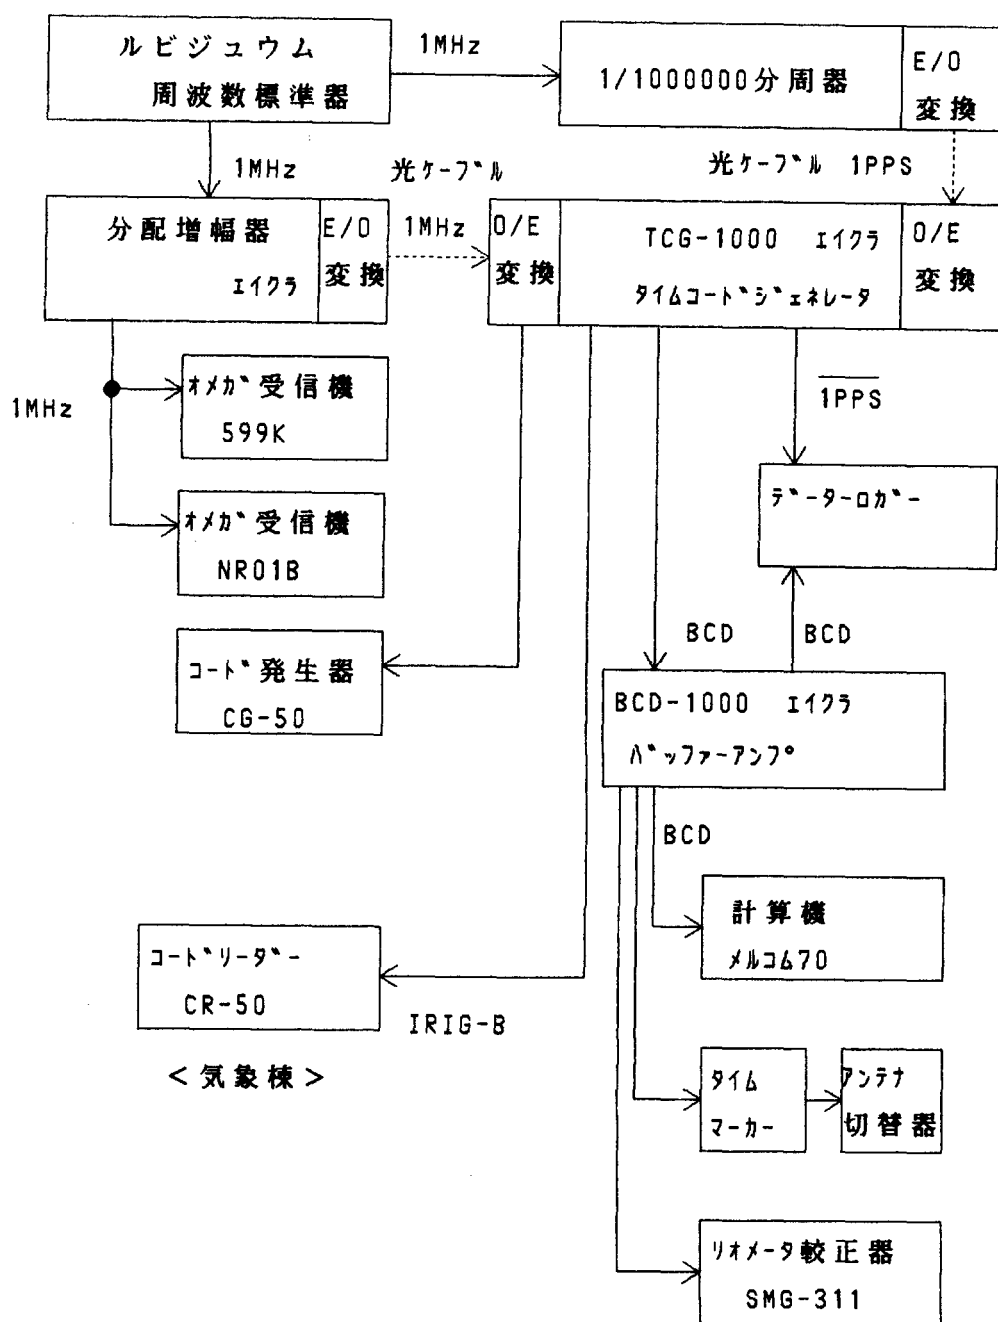 ルビジュウム
周波数標準器
1MHz
1/1000000分周器
E/O
変換
1MHz
光ケーブル
光ケーブル 1PPS
分配増幅器
エイクラ
E/O
変換
1MHz
O/E
変換
TCG-1000 エイクラ
タイムコードジェネレータ
O/E
変換
1MHz
オメガ受信機
599K
1PPS
オメガ受信機
NR01B
データーロガー
コード発生器
CG-50
BCD
BCD
BCD-1000 エイクラ
バッファーアンプ
BCD
計算機
メルコム70
コードリーダー
CR-50
IRIG-B
<気象棟>
タイム
マーカー
アンテナ
切替器
リオメータ較正器
SMG-311